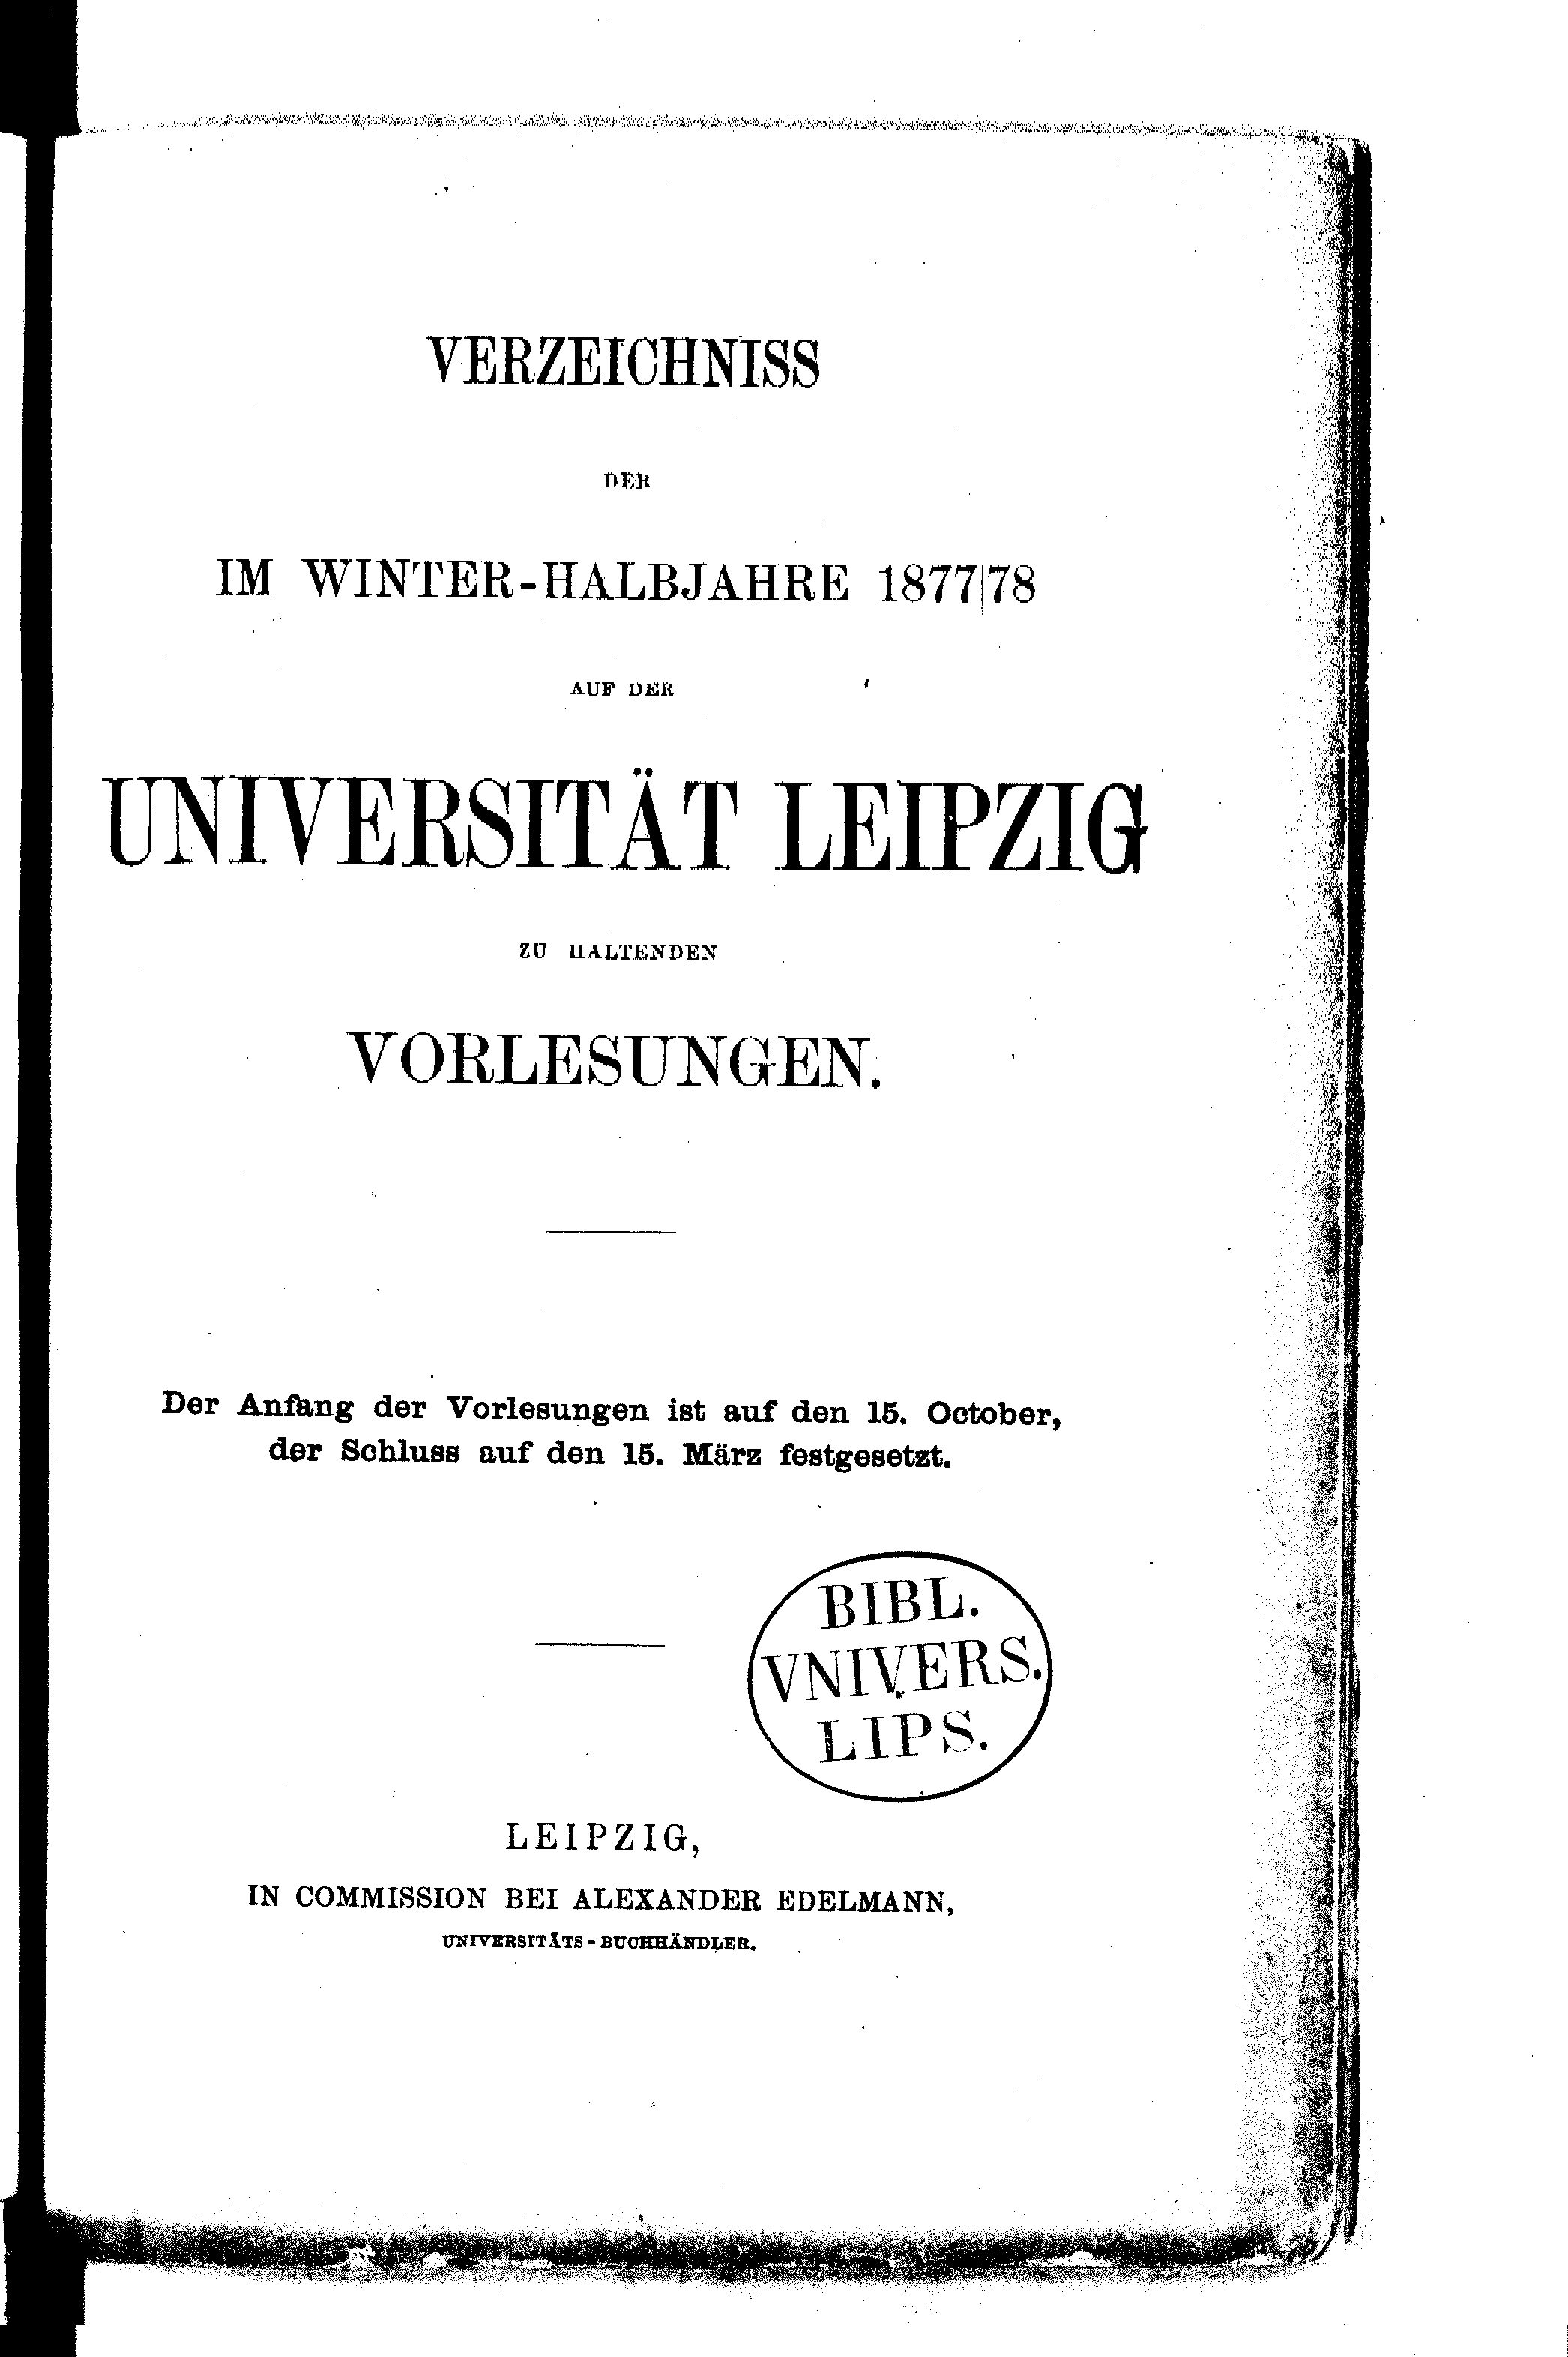 VERZEICHNISS
DER
IM WINTER-HALBJAHRE 1877|78
AUF DER
UNIVERSITÄT LEIPZIG
ZU HALTENDEN
VORLESUNGEN.
Der Anfang der Vorlesungen ist auf den 15. October,
der Schluss auf den 15. März festgesetzt.
BIBL.
VNIVERS.
LIPS.
LEIPZIG,
IN COMMISSION BEI ALEXANDER EDELMANN,
UNIVERSITÄTS-BUCHHÄNDLER.